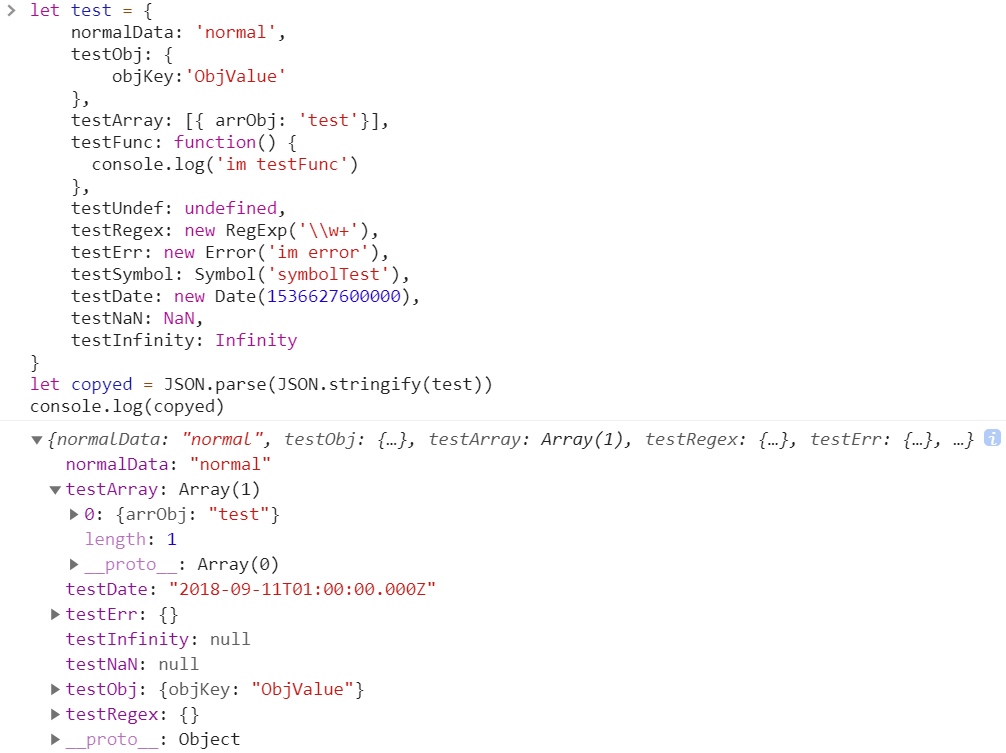 let test = {
    normalData: 'normal',
    testObj: {
        objKey:'ObjValue'
    },
    testArray: [{ arrObj: 'test'}],
    testFunc: function() {
      console.log('im testFunc')
    },
    testUndef: undefined,
    testRegex: new RegExp('\\w+'),
    testErr: new Error('im error'),
    testSymbol: Symbol('symbolTest'),
    testDate: new Date(1536627600000),
    testNaN: NaN,
    testInfinity: Infinity
}
let copyed = JSON.parse(JSON.stringify(test))
console.log(copyed)
▼{normalData: "normal", testObj: {…}, testArray: Array(1), testRegex: {…}, testErr: {…}, …} i
normalData: "normal"
▼testArray: Array(1)
▶0: {arrObj: "test"}
length: 1
▶__proto__: Array(0)
testDate: "2018-09-11T01:00:00.000Z"
▶testErr: {}
testInfinity: null
testNaN: null
▶testObj: {objKey: "ObjValue"}
▶testRegex: {}
▶__proto__: Object